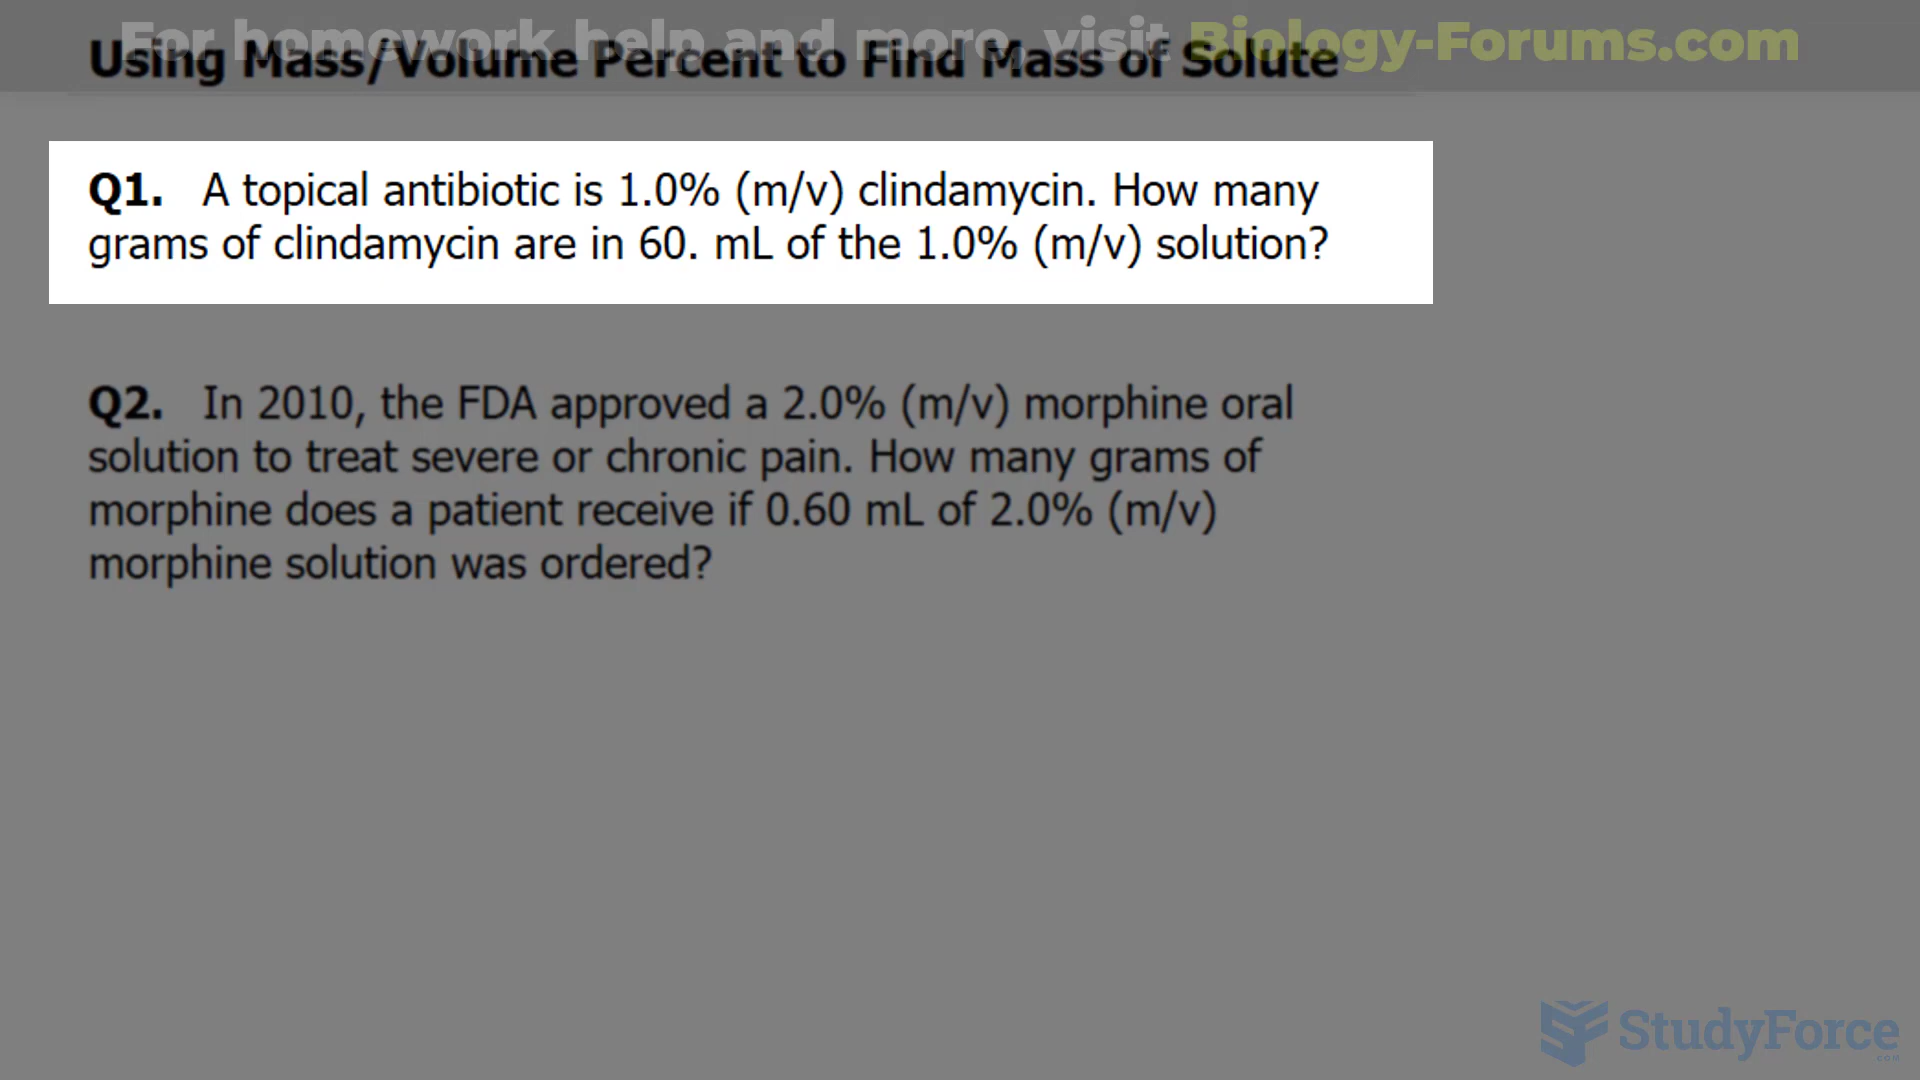 For homework help and more, visit Biology-Forums.com
Using Mass/Volume Percent to Find Mass of Solute
Q1. A topical antibiotic is 1.0% (m/v) clindamycin. How many
grams of clindamycin are in 60. mL of the 1.0% (m/v) solution?
Q2. In 2010, the FDA approved a 2.0% (m/v) morphine oral
solution to treat severe or chronic pain. How many grams of
morphine does a patient receive if 0.60 mL of 2.0% (m/v)
morphine solution was ordered?
StudyForce
.COM